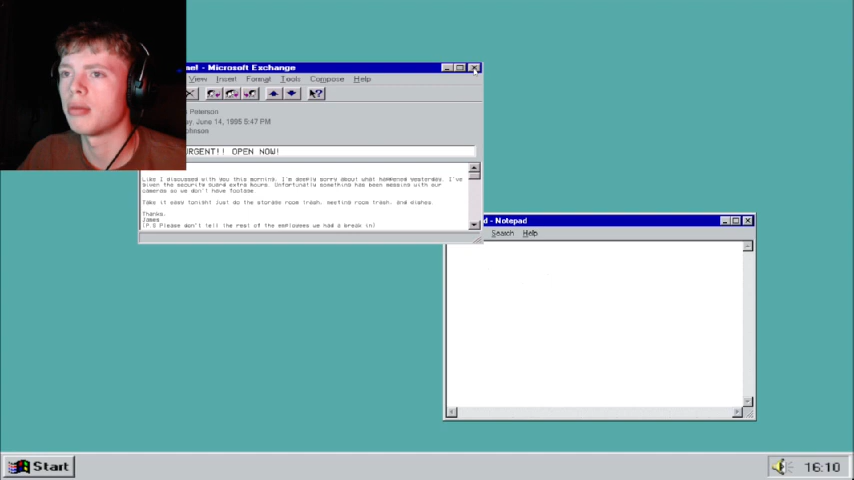 ael - Microsoft Exchange
View Insert Format Tools Compose Help
Peterson
ay, June 14, 1995 5:47 PM
ohnson
URGENT!! OPEN NOW!
Like I discussed with you this morning, I'm deeply sorry about what happened yesterday. I've
given the security guard extra hours. Unfortunately something has been messing with our
cameras so we don't have footage.
Take it easy tonight! Just do the storage room trash, meeting room trash, and dishes.
Thanks,
James
(P.S Please don't tell the rest of the employees we had a break in)
d - Notepad
Search Help
Start
16:10